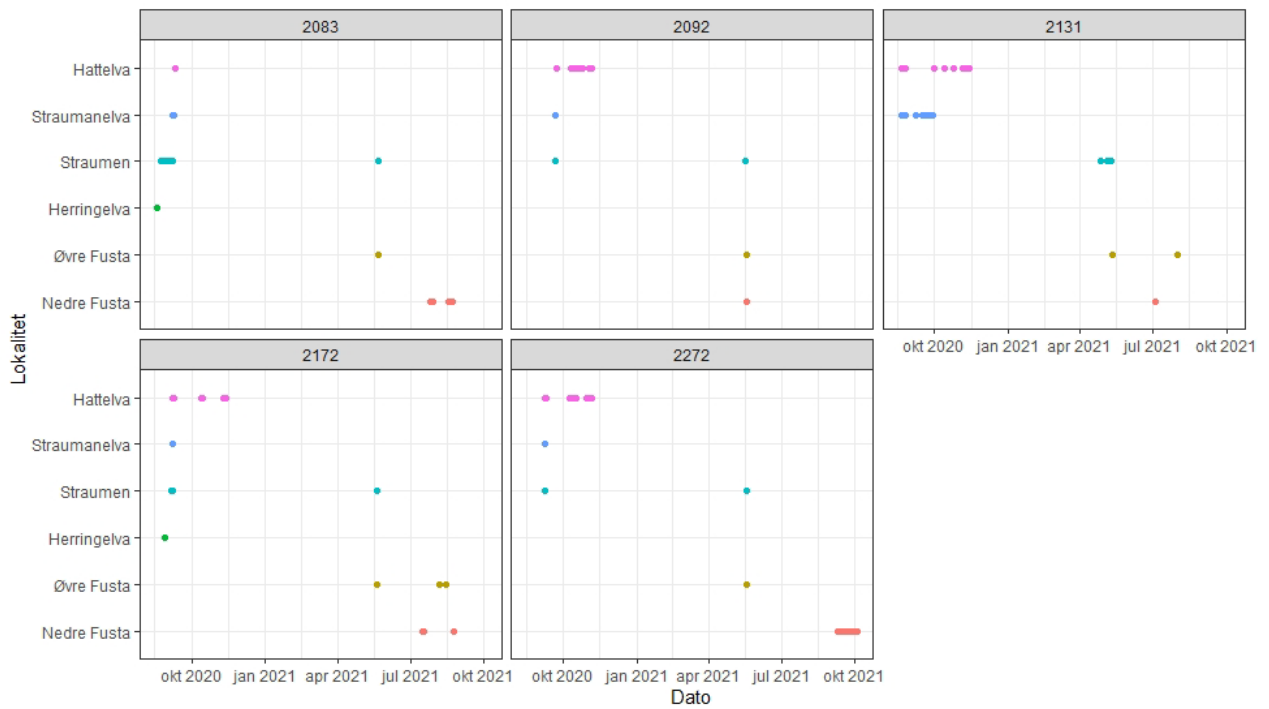 2083
2092
2131
Hattelva
Straumanelva
Straumen
Herringelva
Øvre Fusta
Nedre Fusta
okt 2020 jan 2021 apr 2021 jul 2021 okt 2021
Lokalitet
2172
2272
Hattelva
Straumanelva
Straumen
Herringelva
Øvre Fusta
Nedre Fusta
okt 2020 jan 2021 apr 2021 jul 2021 okt 2021
okt 2020 jan 2021 apr 2021 jul 2021 okt 2021
Dato